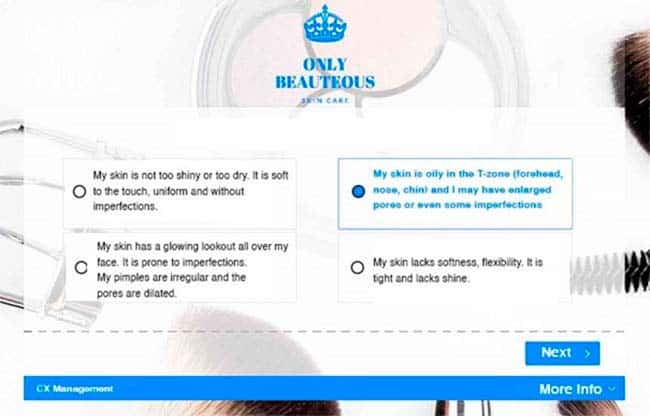 ONLY
BEAUTEOUS
SKIN CARE
My skin is not too shiny or too dry. It is soft
to the touch, uniform and without
imperfections.
My skin is oily in the T-zone (forehead,
nose, chin) and I may have enlarged
pores or even some imperfections
My skin has a glowing lookout all over my
face. It is prone to imperfections.
My pimples are irregular and the
pores are dilated.
My skin lacks softness, flexibility. It is
tight and lacks shine.
Next
CX Management
More Info